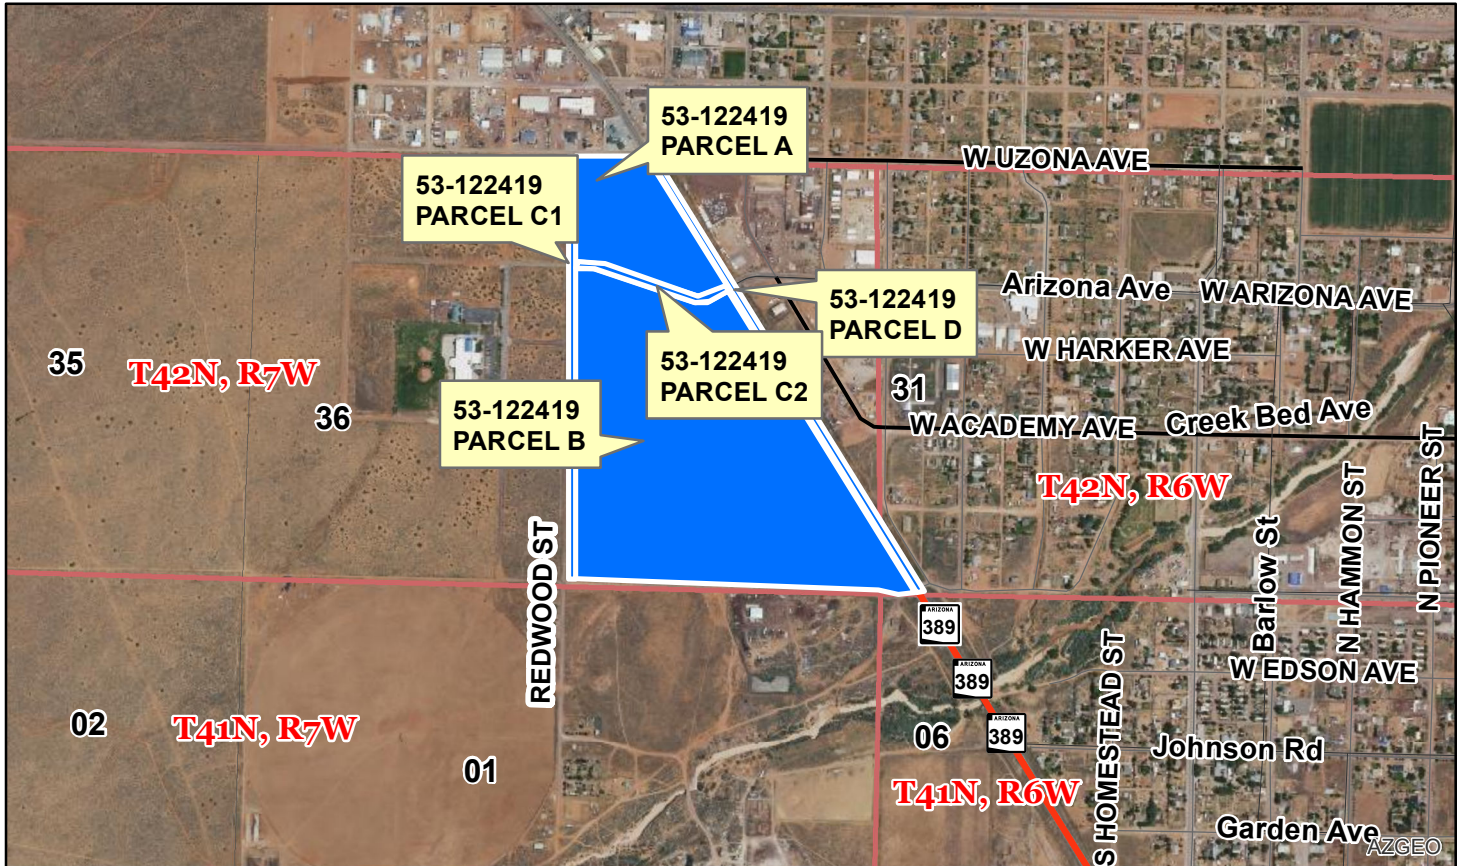 53-122419
PARCEL A
W UZONA AVE
53-122419
PARCEL C1
53-122419
PARCEL D
Arizona Ave
W ARIZONA AVE
W HARKER AVE
53-122419
PARCEL C2
35
T42N, R7W
36
31
53-122419
PARCEL B
W ACADEMY AVE
Creek Bed Ave
T42N, R6W
N PIONEER ST
N HAMMON ST
Barlow St
REDWOOD ST
ARIZONA
389
ARIZONA
389
ARIZONA
389
W EDSON AVE
S HOMESTEAD ST
02
T41N, R7W
01
06
Johnson Rd
T41N, R6W
Garden Ave
AZGEO